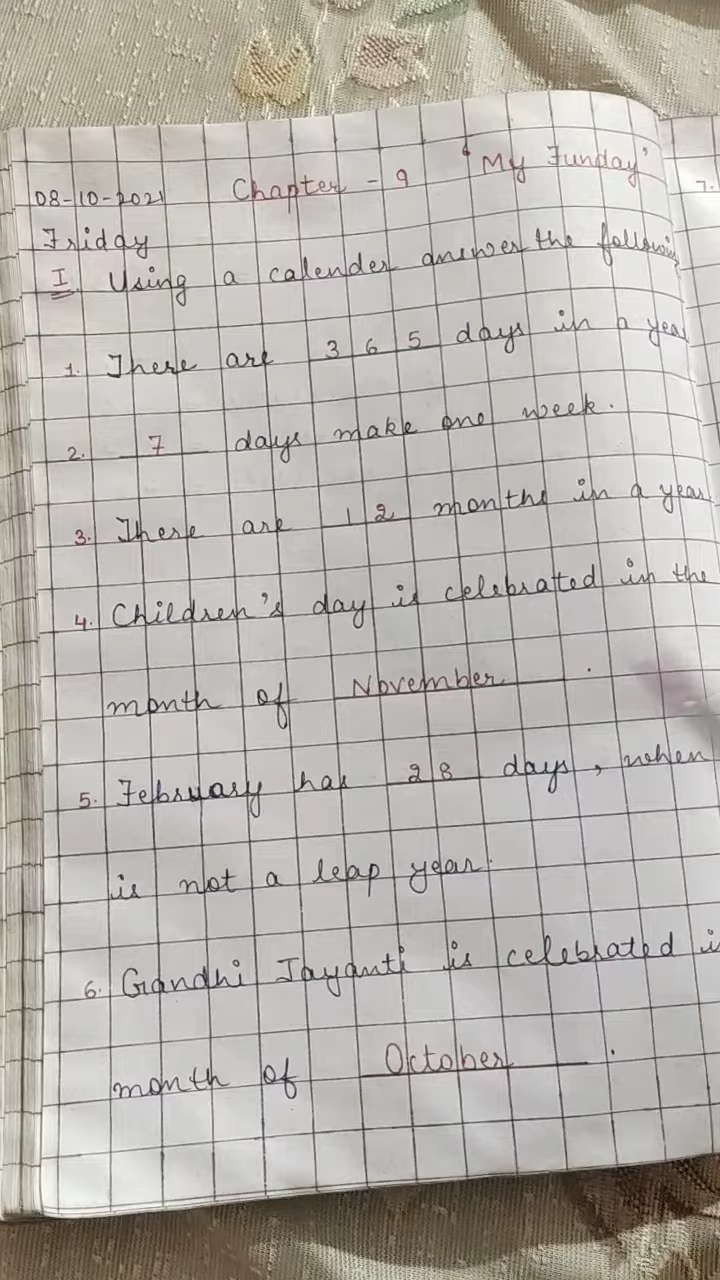 08-10-2021 Chapter - 9 'My Funday'
Friday
I Using a calender answer the following
1. There are 365 days in a year
2. 7 days make one week.
3. There are 12 months in a year
4. Children's day is celebrated in the
month of November .
5. February has 28 days, when
is not a leap year.
6. Gandhi Jayanti is celebrated i
month of October .
7.